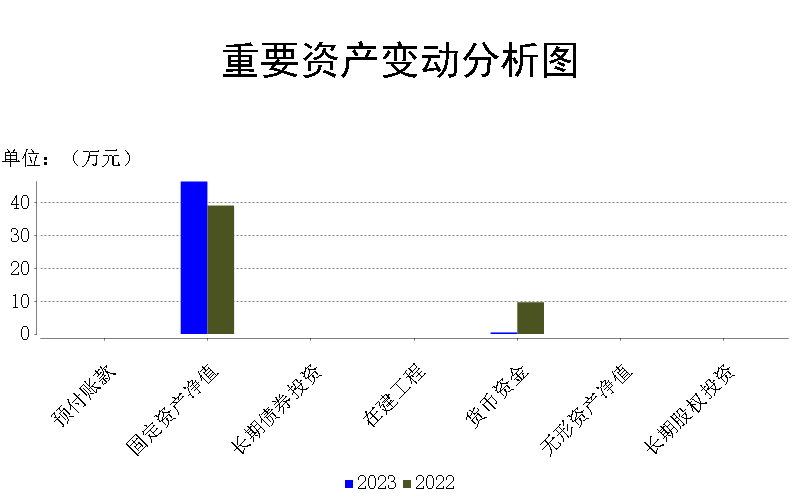 重要资产变动分析图
单位：（万元）
40
30
20
10
0
预付账款
固定资产净值
长期债券投资
在建工程
货币资金
无形资产净值
长期股权投资
2023 2022